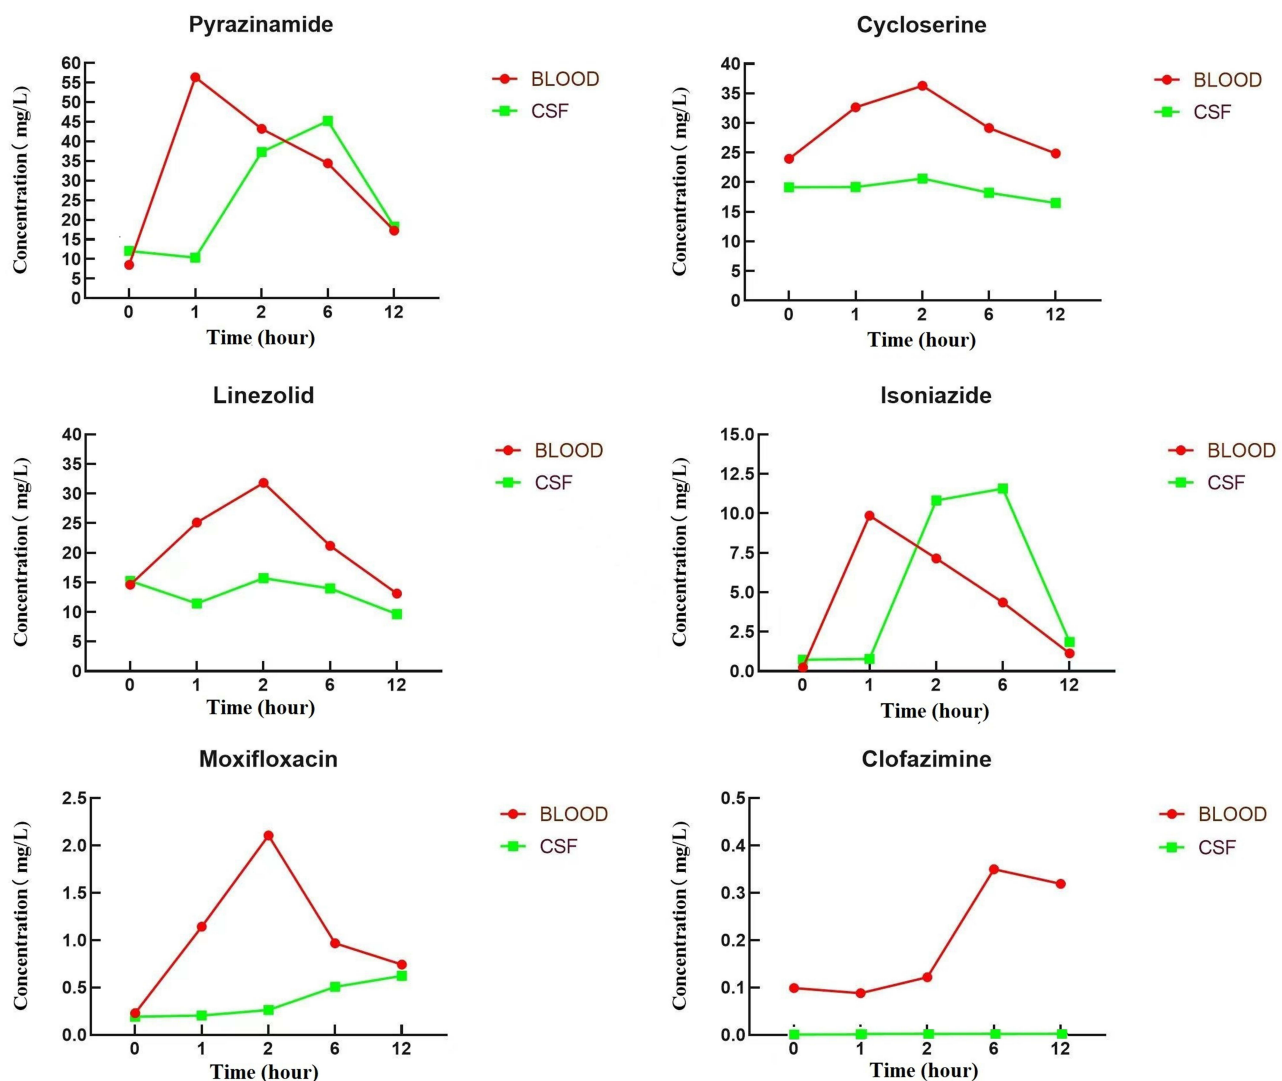 Pyrazinamide
Concentration( mg/L)
60
55
50
45
40
35
30
25
20
15
10
5
0
0 1 2 6 12
Time (hour)
BLOOD
CSF
Cycloserine
Concentration( mg/L)
40
35
30
25
20
15
10
5
0
0 1 2 6 12
Time (hour)
BLOOD
CSF
Linezolid
Concentration( mg/L)
40
35
30
25
20
15
10
5
0
0 1 2 6 12
Time (hour)
BLOOD
CSF
Isoniazide
Concentration( mg/L)
15.0
12.5
10.0
7.5
5.0
2.5
0.0
0 1 2 6 12
Time (hour)
BLOOD
CSF
Moxifloxacin
Concentration( mg/L)
2.5
2.0
1.5
1.0
0.5
0.0
0 1 2 6 12
Time (hour)
BLOOD
CSF
Clofazimine
Concentration( mg/L)
0.5
0.4
0.3
0.2
0.1
0.0
0 1 2 6 12
Time (hour)
BLOOD
CSF